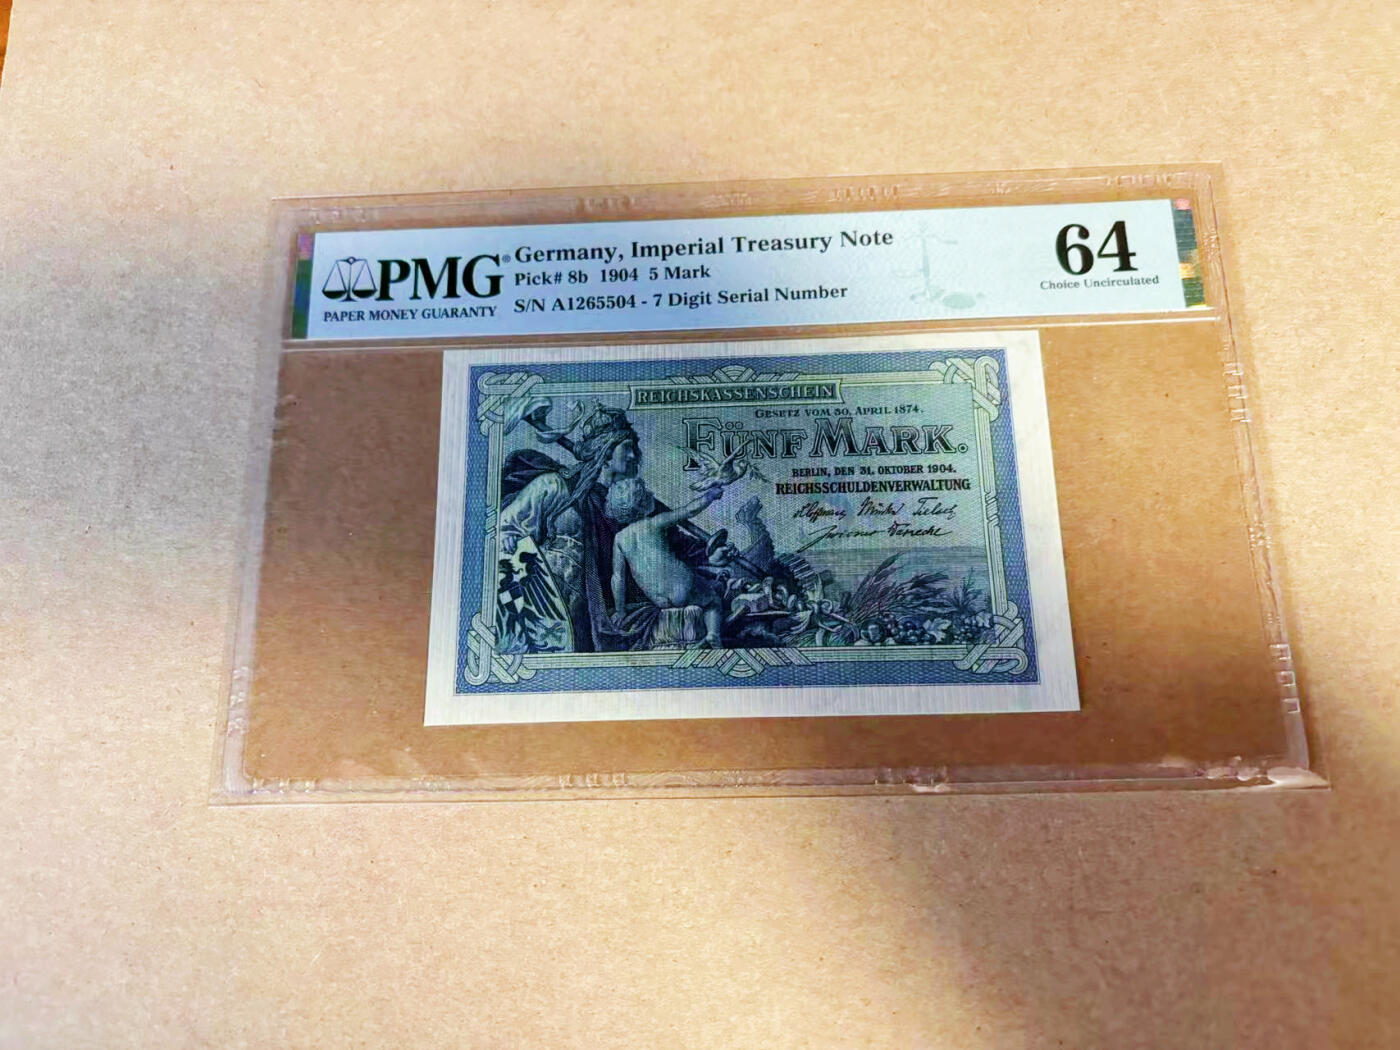 PMG®
PAPER MONEY GUARANTY
Germany, Imperial Treasury Note
Pick# 8b 1904 5 Mark
S/N A1265504 - 7 Digit Serial Number
64
Choice Uncirculated
REICHSKASSENSCHEIN
GESETZ VOM 30. APRIL 1874.
FÜNF MARK.
BERLIN, DEN 31. OKTOBER 1904.
REICHSSCHULDENVERWALTUNG